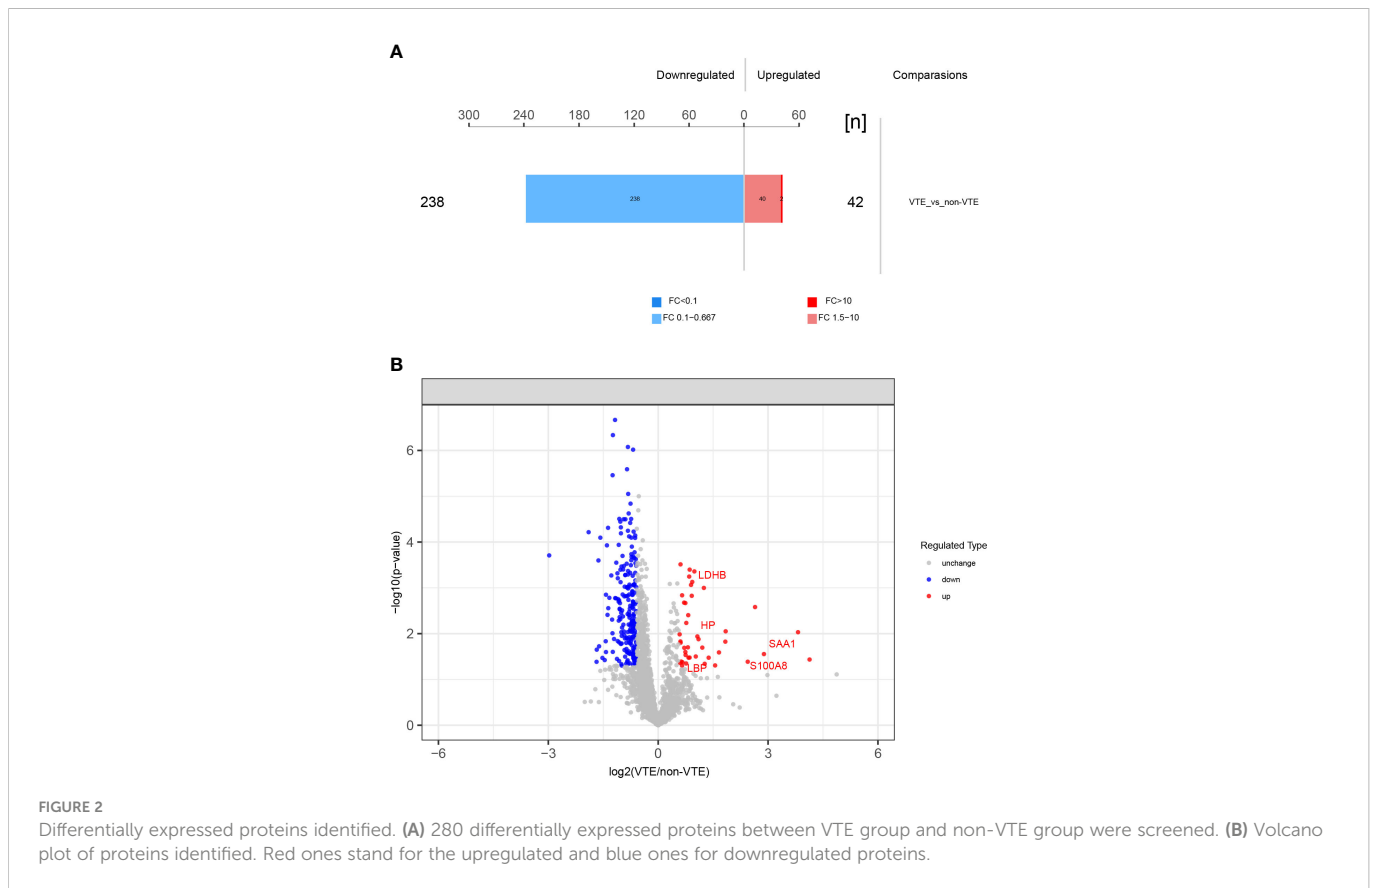 A
Downregulated Upregulated Comparasions
300 240 180 120 60 0 60
[n]
238 238 40 2 42 VTE_vs_non-VTE
FC<0.1 FC>10
FC 0.1−0.667 FC 1.5−10
B
6
4
2
0
−log10(p−value)
LDHB
HP
SAA1
S100A8
LBP
−6 −3 0 3 6
log2(VTE/non-VTE)
Regulated Type
unchange
down
up
FIGURE 2
Differentially expressed proteins identified. (A) 280 differentially expressed proteins between VTE group and non-VTE group were screened. (B) Volcano
plot of proteins identified. Red ones stand for the upregulated and blue ones for downregulated proteins.